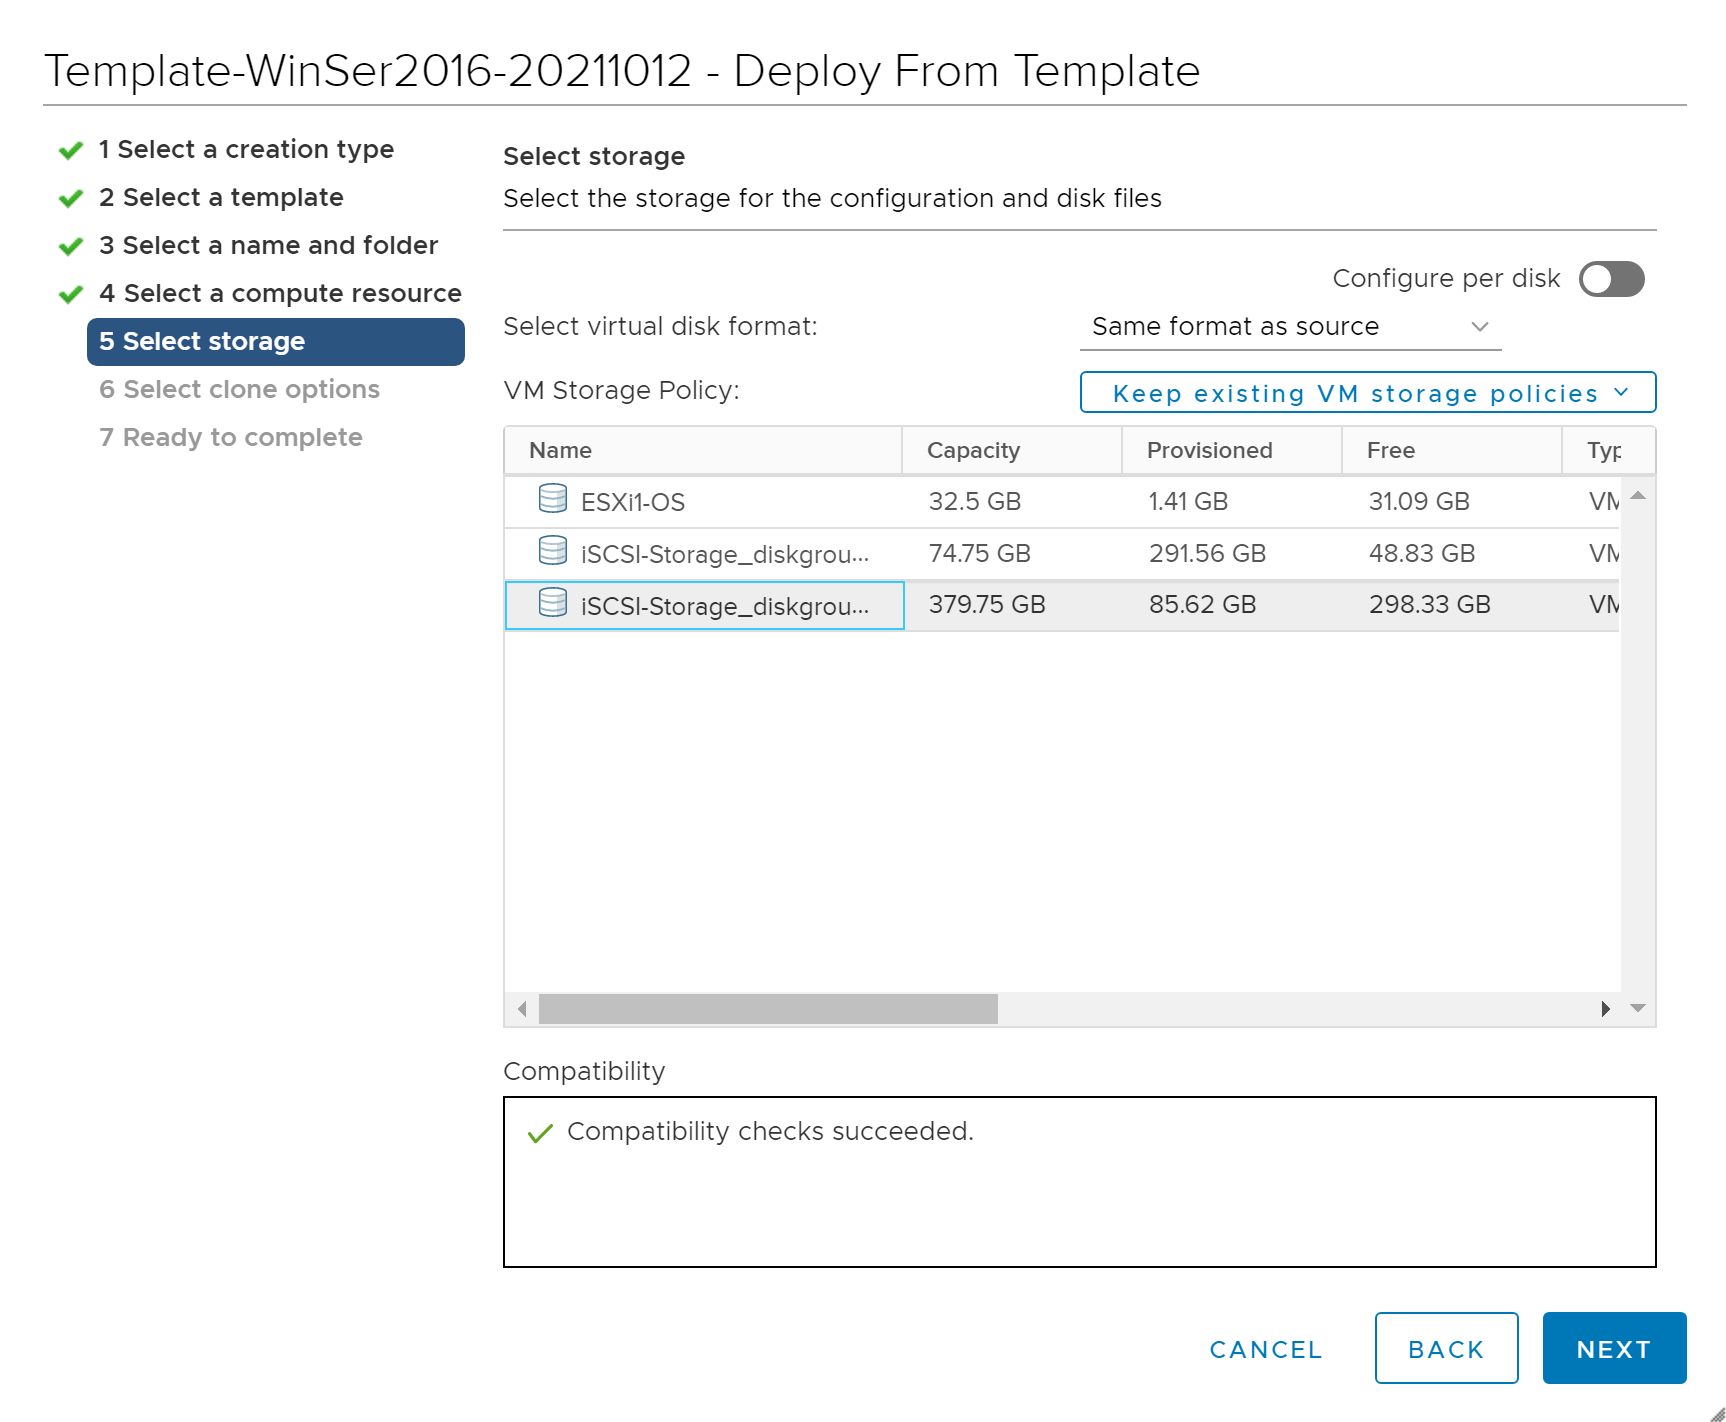 Template-WinSer2016-20211012 - Deploy From Template
1 Select a creation type
2 Select a template
3 Select a name and folder
4 Select a compute resource
5 Select storage
6 Select clone options
7 Ready to complete
Select storage
Select the storage for the configuration and disk files
Configure per disk
Select virtual disk format: Same format as source
VM Storage Policy: Keep existing VM storage policies
Name Capacity Provisioned Free Typ
ESXi1-OS 32.5 GB 1.41 GB 31.09 GB VM
iSCSI-Storage_diskgrou... 74.75 GB 291.56 GB 48.83 GB VM
iSCSI-Storage_diskgrou... 379.75 GB 85.62 GB 298.33 GB VM
Compatibility
Compatibility checks succeeded.
CANCEL BACK NEXT